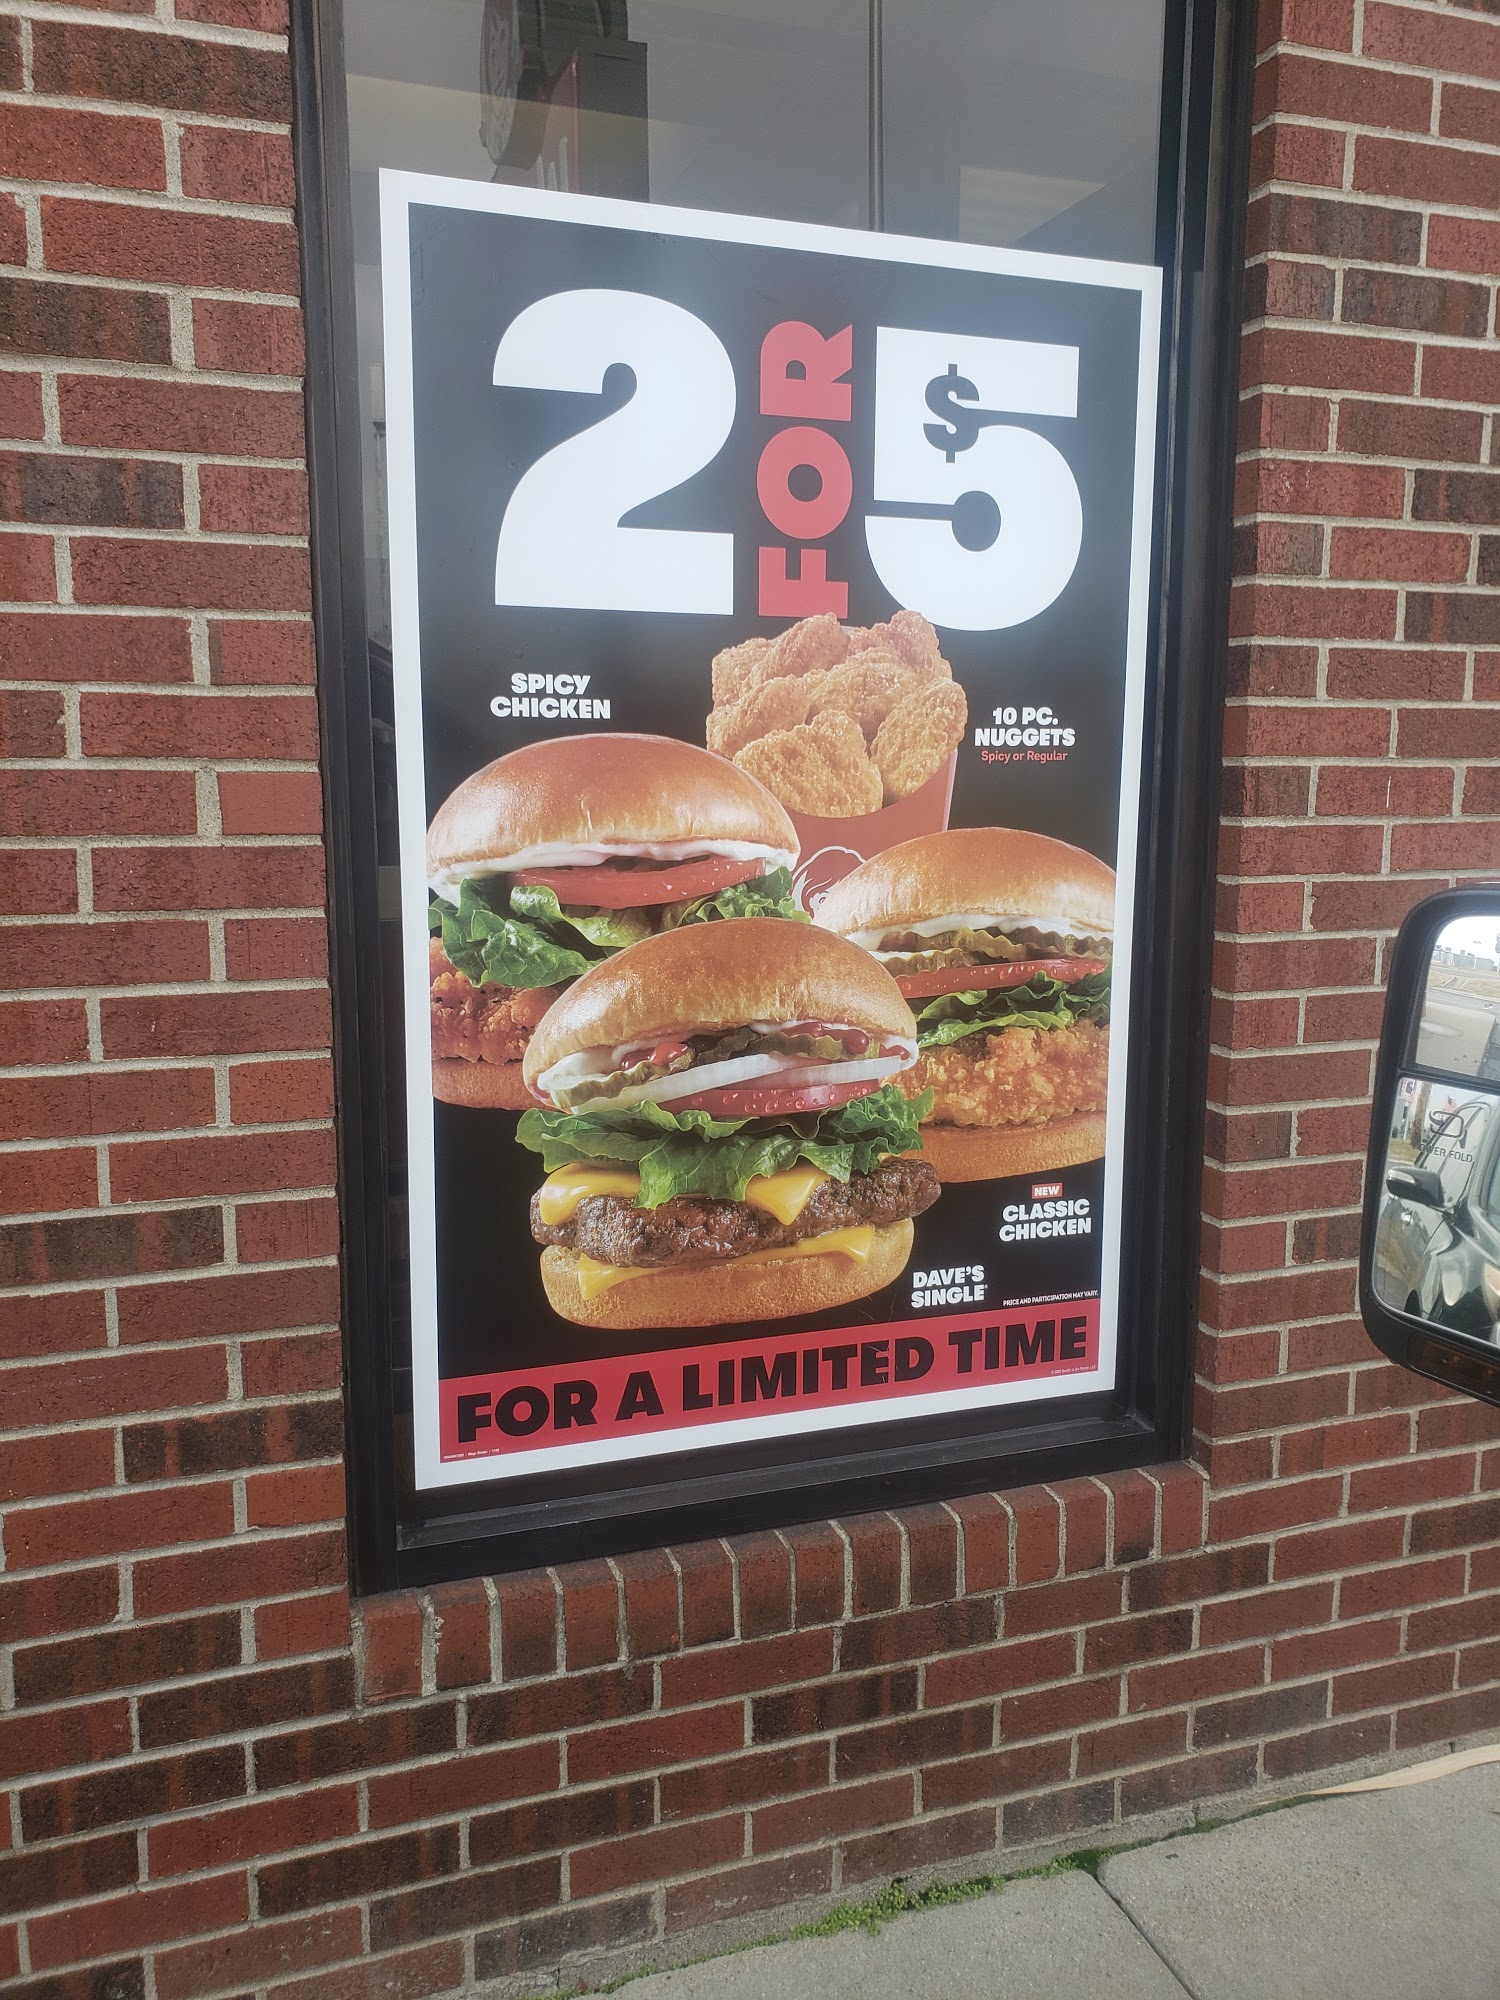 2 FOR $5
SPICY
CHICKEN
10 PC.
NUGGETS
Spicy or Regular
NEW
CLASSIC
CHICKEN
DAVE'S
SINGLE®
PRICE AND PARTICIPATION MAY VARY.
FOR A LIMITED TIME